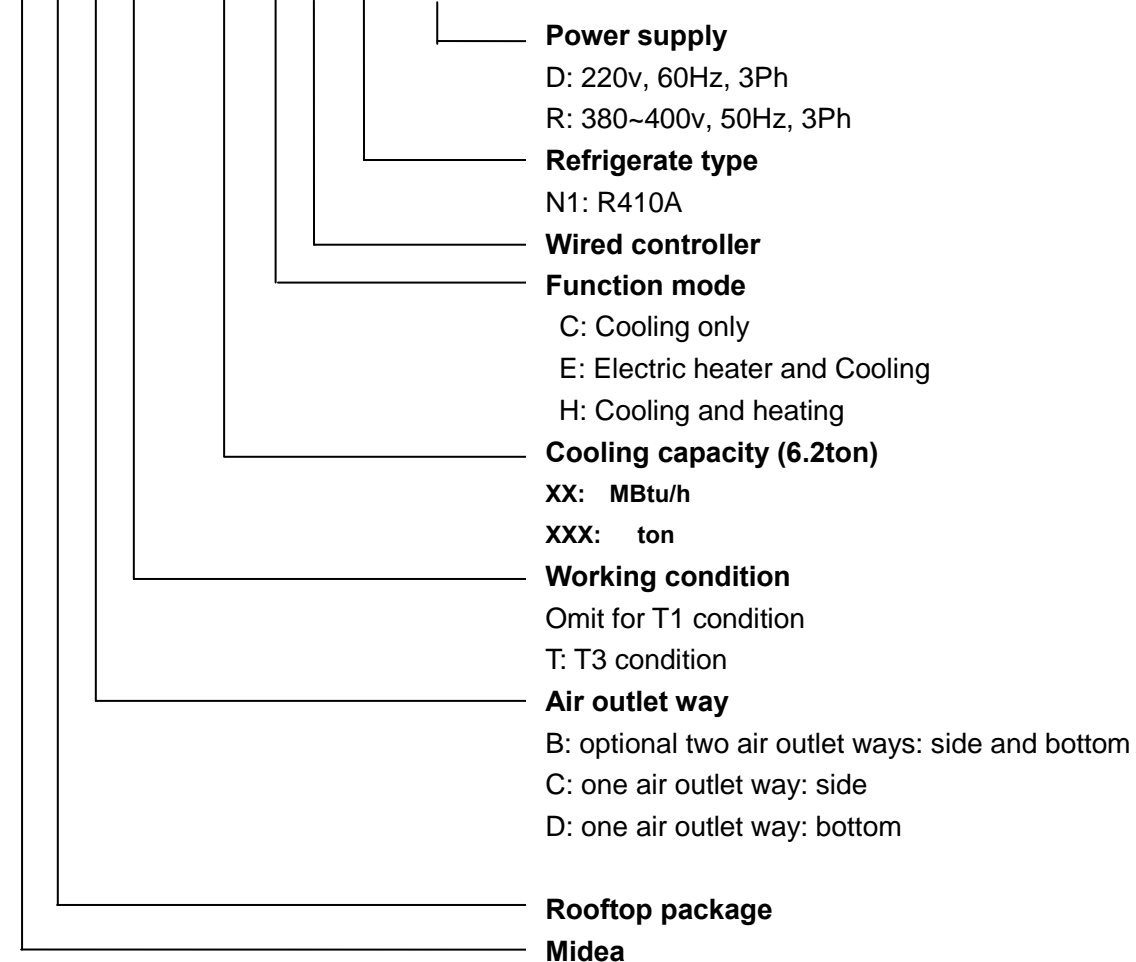 Power supply
D: 220v, 60Hz, 3Ph
R: 380~400v, 50Hz, 3Ph
Refrigerate type
N1: R410A
Wired controller
Function mode
C: Cooling only
E: Electric heater and Cooling
H: Cooling and heating
Cooling capacity (6.2ton)
XX: MBtu/h
XXX: ton
Working condition
Omit for T1 condition
T: T3 condition
Air outlet way
B: optional two air outlet ways: side and bottom
C: one air outlet way: side
D: one air outlet way: bottom
Rooftop package
Midea